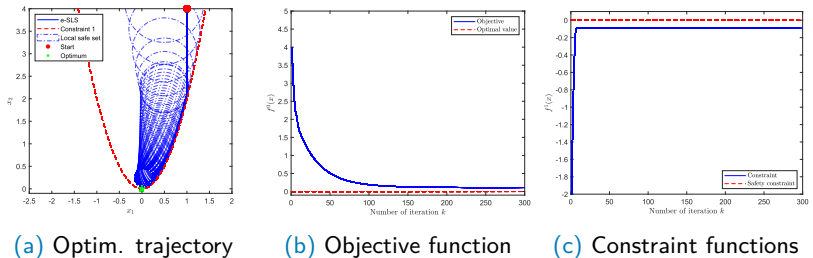 e-SLS
Constraint 1
Local safe set
Start
Optimum
4
3.5
3
2.5
2
1.5
1
0.5
0
x₂
-2.5 -2 -1.5 -1 -0.5 0 0.5 1 1.5 2
x₁
(a) Optim. trajectory
Objective
Optimal value
5
4.5
4
3.5
3
2.5
2
1.5
1
0.5
0
f⁰(x)
0 50 100 150 200 250 300
Number of iteration k
(b) Objective function
0
-0.2
-0.4
-0.6
-0.8
-1
-1.2
-1.4
-1.6
-1.8
-2
f¹(x)
Constraint
Safety constraint
0 50 100 150 200 250 300
Number of iteration k
(c) Constraint functions